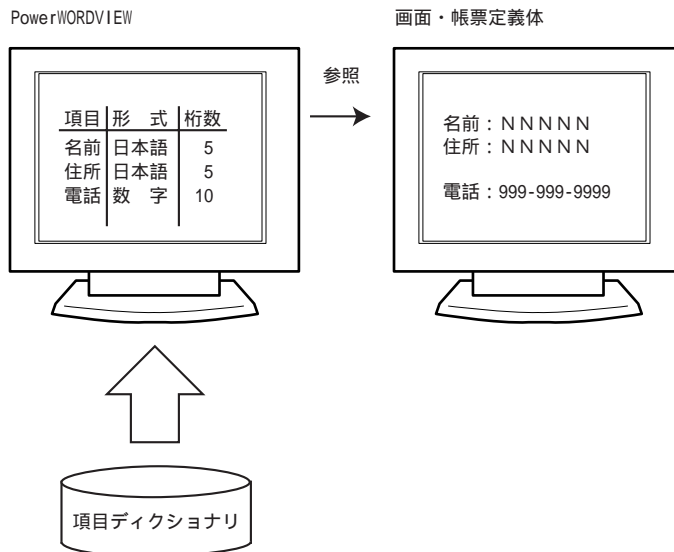 PowerWORDVIEW
画面・帳票定義体
参照
項目 形 式 桁数
名前 日本語 5
住所 日本語 5
電話 数 字 10
名前：ＮＮＮＮＮ
住所：ＮＮＮＮＮ
電話：999-999-9999
項目ディクショナリ